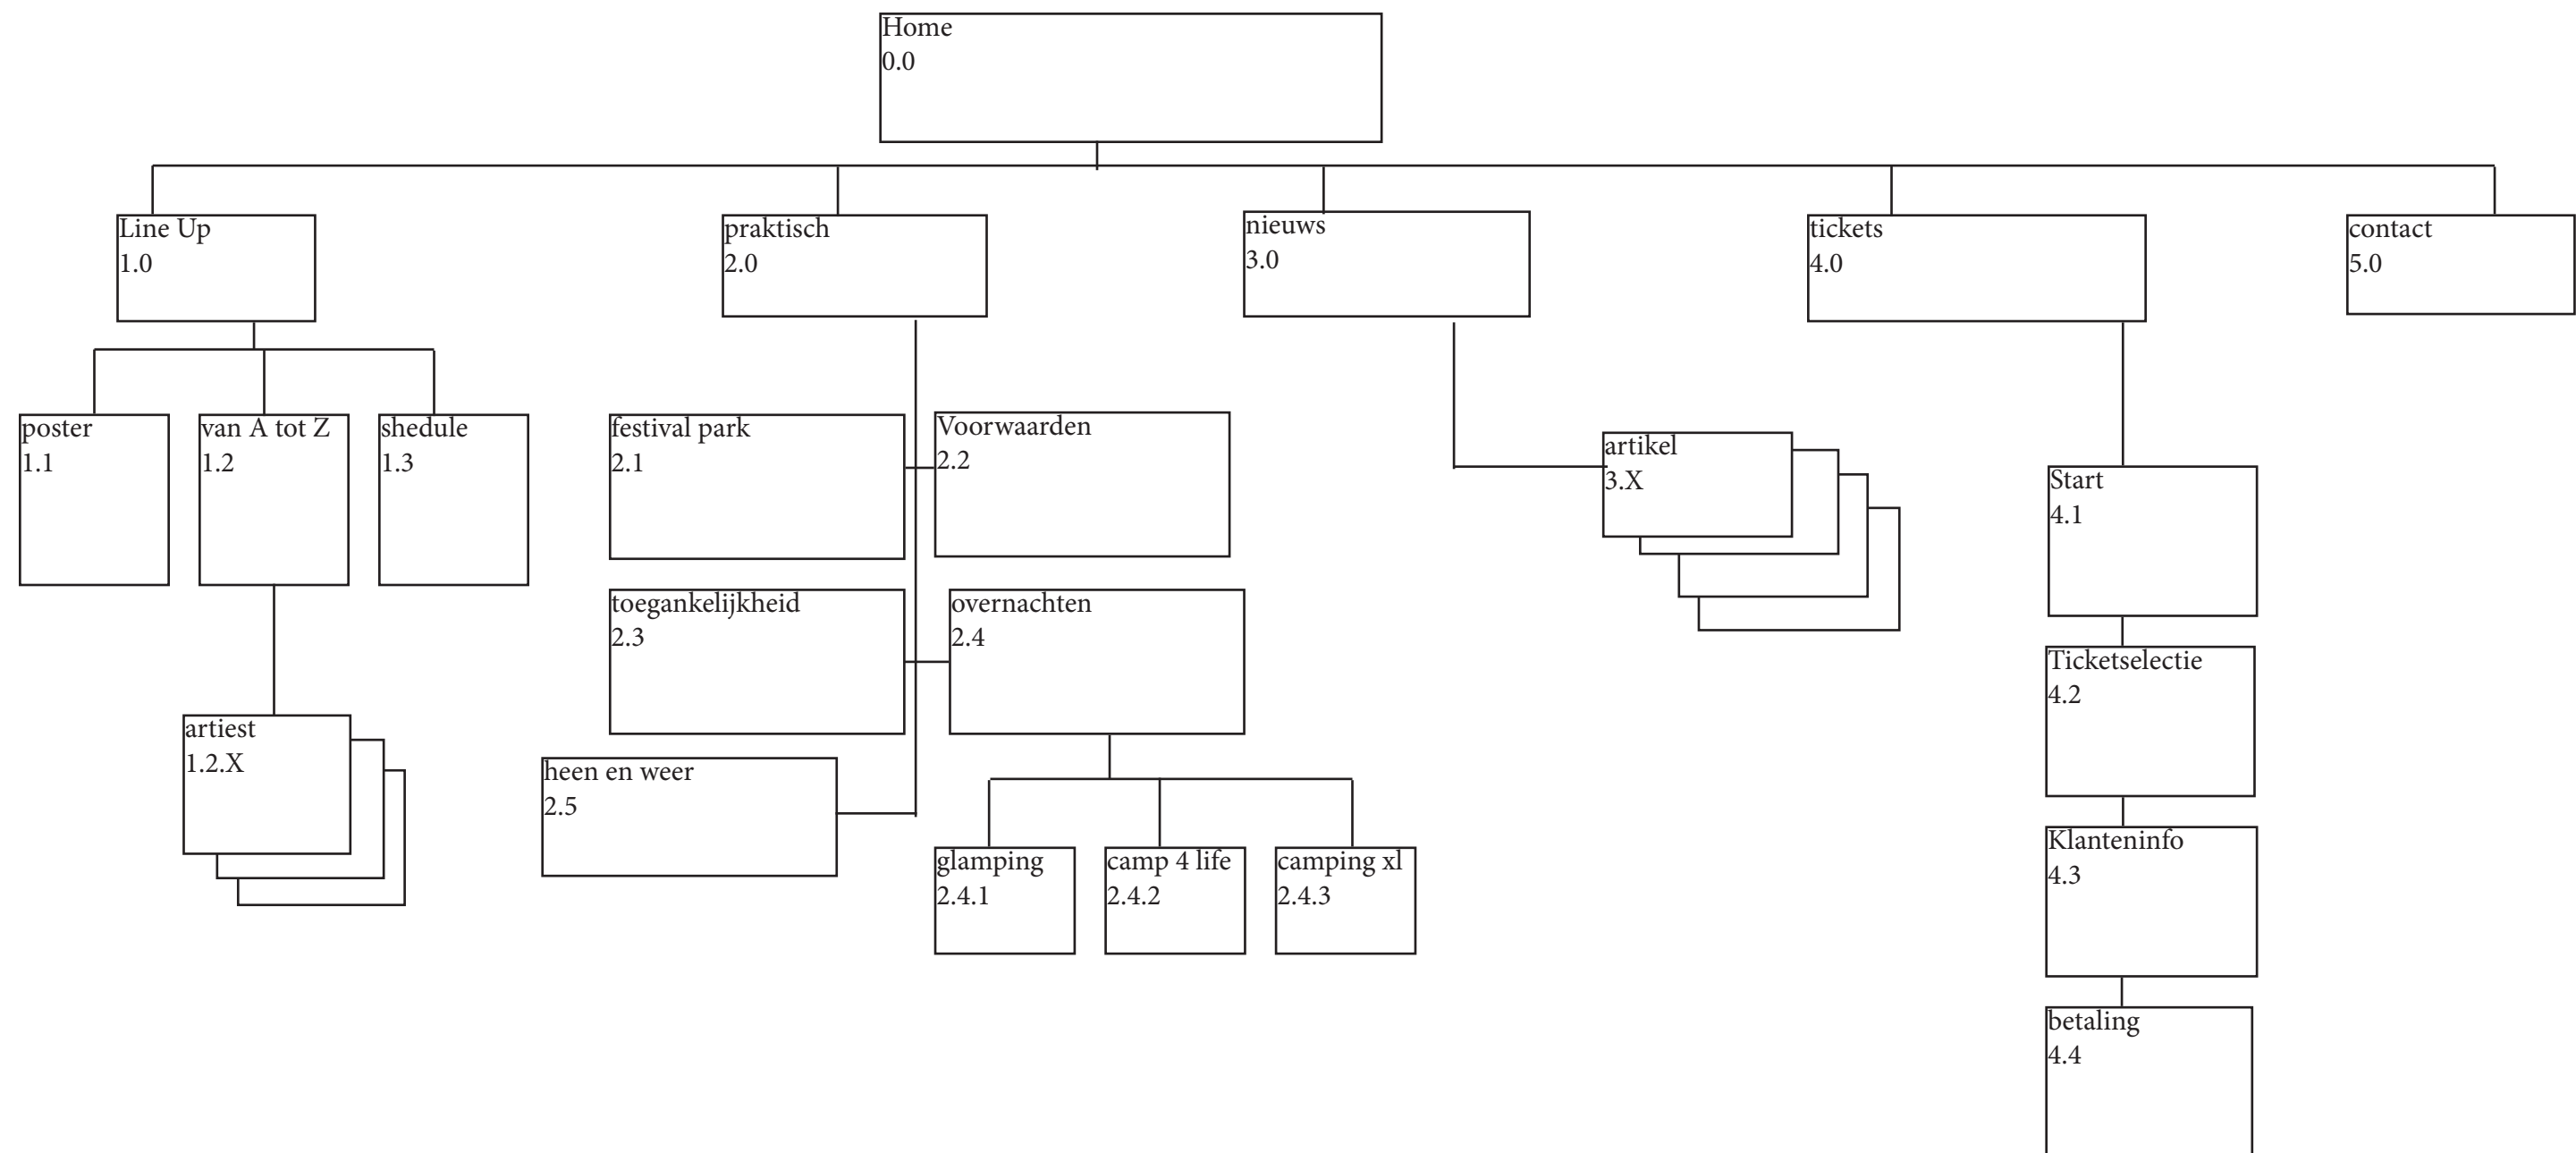 Home
0.0
Line Up
1.0
praktisch
2.0
nieuws
3.0
tickets
4.0
contact
5.0
poster
1.1
van A tot Z
1.2
shedule
1.3
artiest
1.2.X
festival park
2.1
Voorwaarden
2.2
toegankelijkheid
2.3
overnachten
2.4
heen en weer
2.5
glamping
2.4.1
camp 4 life
2.4.2
camping xl
2.4.3
artikel
3.X
Start
4.1
Ticketselectie
4.2
Klanteninfo
4.3
betaling
4.4